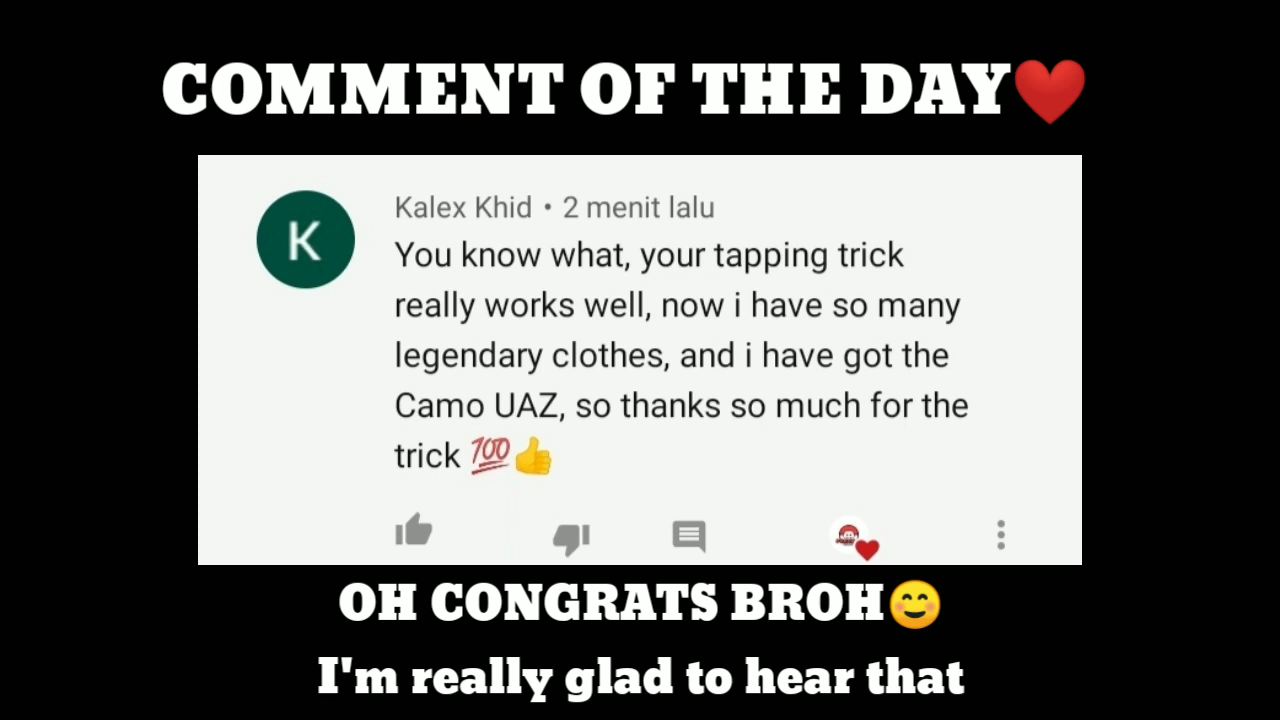 COMMENT OF THE DAY❤️
K
Kalex Khid • 2 menit lalu
You know what, your tapping trick
really works well, now i have so many
legendary clothes, and i have got the
Camo UAZ, so thanks so much for the
trick 💯👍
OH CONGRATS BROH😊
I'm really glad to hear that